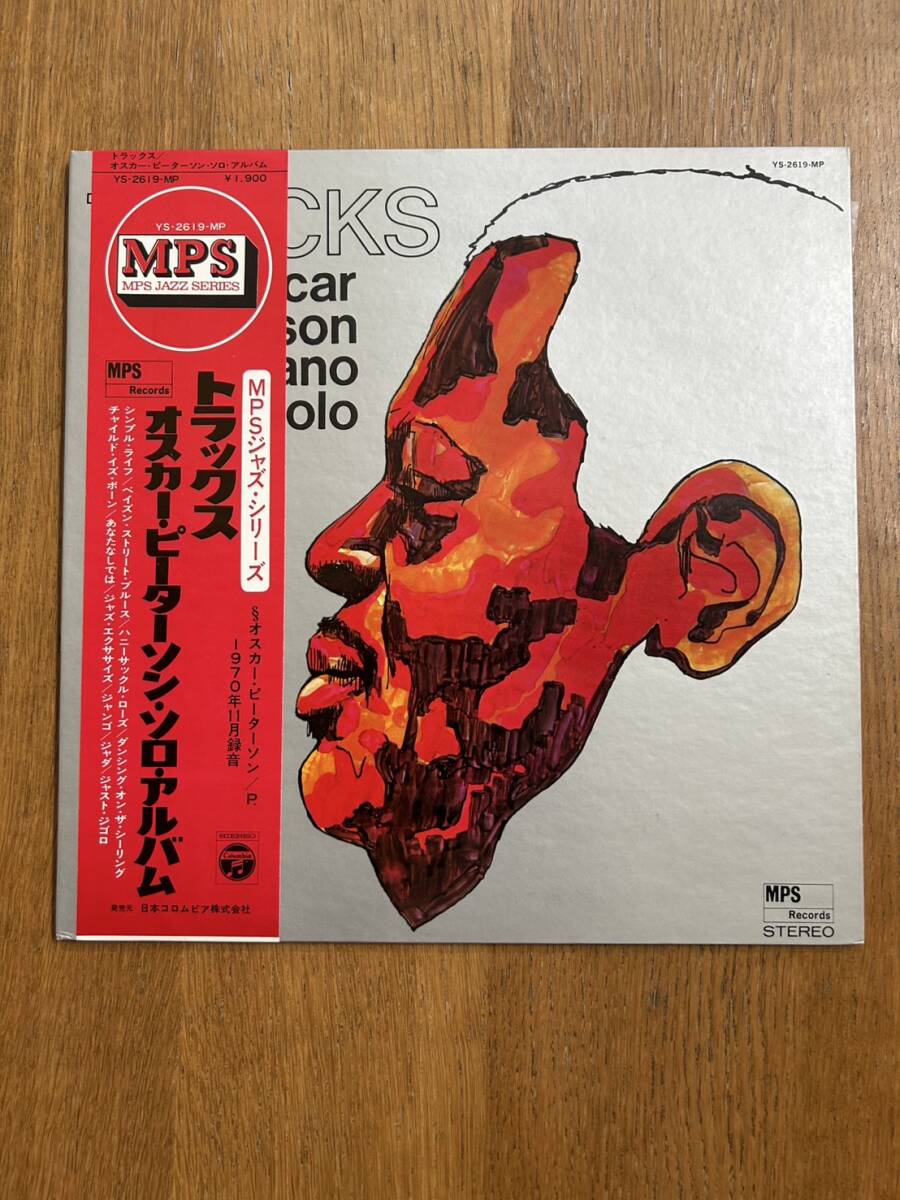 トラックス/
オスカー・ピーターソン・ソロ・アルバム
YS-2619-MP ¥1,900
YS-2619-MP
MPS
MPS JAZZ SERIES
MPS
Records
MPSジャズ・シリーズ
トラックス
オスカー・ピーターソン・ソロ・アルバム
§オスカー・ピーターソン/P.
—1970年11月録音
シンプル・ライフ/ベイズン・ストリート・ブルース/ハニーサックル・ローズ/ダンシング・オン・ザ・シーリング
チャイルド・イズ・ボーン/あなたなしでは/ジャズ・エクササイズ/ジャンゴ/ジャダ/ジャスト・ジゴロ
STEREO
Columbia
発売元 日本コロムビア株式会社
YS-2619-MP
CKS
car
son
ano
olo
MPS
Records
STEREO